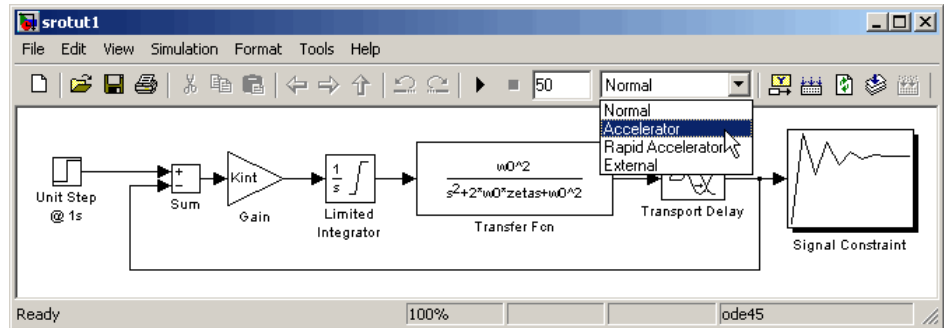 srotut1
File Edit View Simulation Format Tools Help
50 Normal
Normal
Accelerator
Rapid Accelerator
External
Unit Step
@ 1s
+
−
Sum
Kint
Gain
1
s
Limited
Integrator
w0^2
s^2+2*w0*zetas+w0^2
Transfer Fcn
Transport Delay
Signal Constraint
Ready 100% ode45